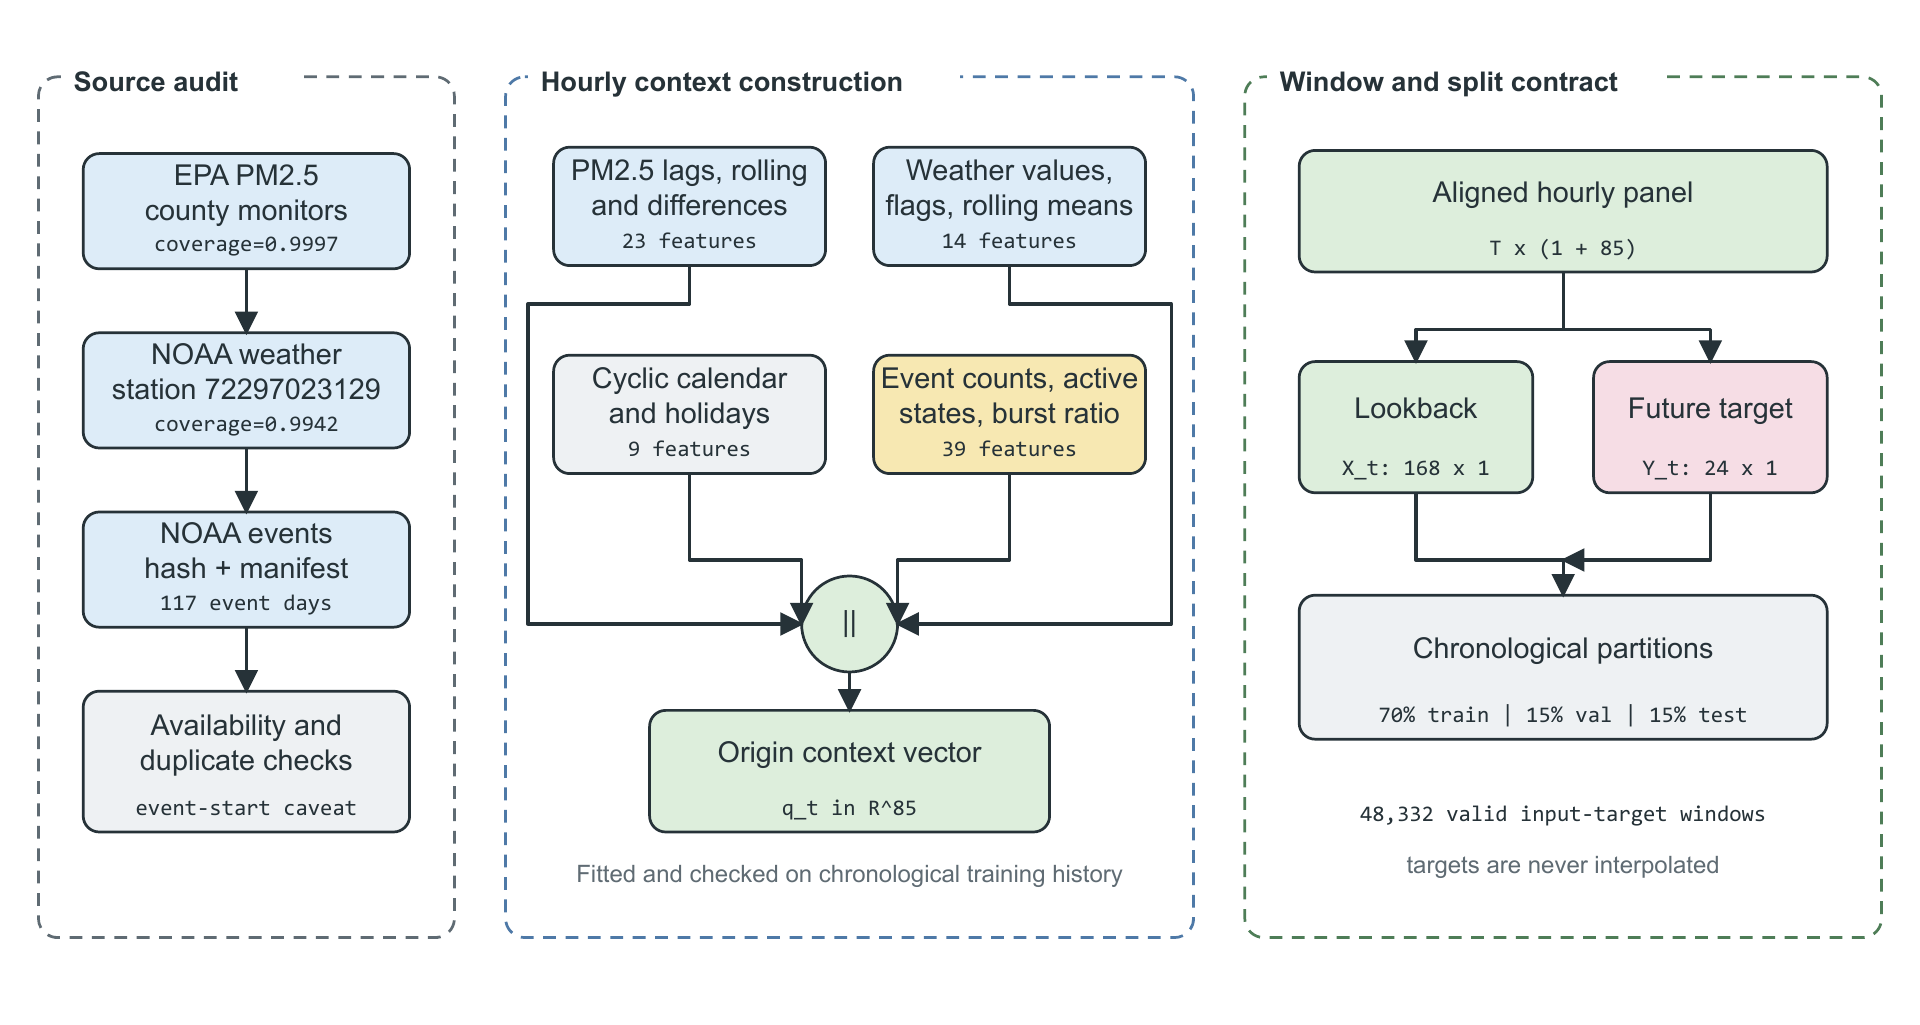 Source audit
EPA PM2.5
county monitors
coverage=0.9997
NOAA weather
station 72297023129
coverage=0.9942
NOAA events
hash + manifest
117 event days
Availability and
duplicate checks
event-start caveat
Hourly context construction
PM2.5 lags, rolling
and differences
23 features
Weather values,
flags, rolling means
14 features
Cyclic calendar
and holidays
9 features
Event counts, active
states, burst ratio
39 features
||
Origin context vector
q_t in R^85
Fitted and checked on chronological training history
Window and split contract
Aligned hourly panel
T x (1 + 85)
Lookback
X_t: 168 x 1
Future target
Y_t: 24 x 1
Chronological partitions
70% train | 15% val | 15% test
48,332 valid input-target windows
targets are never interpolated